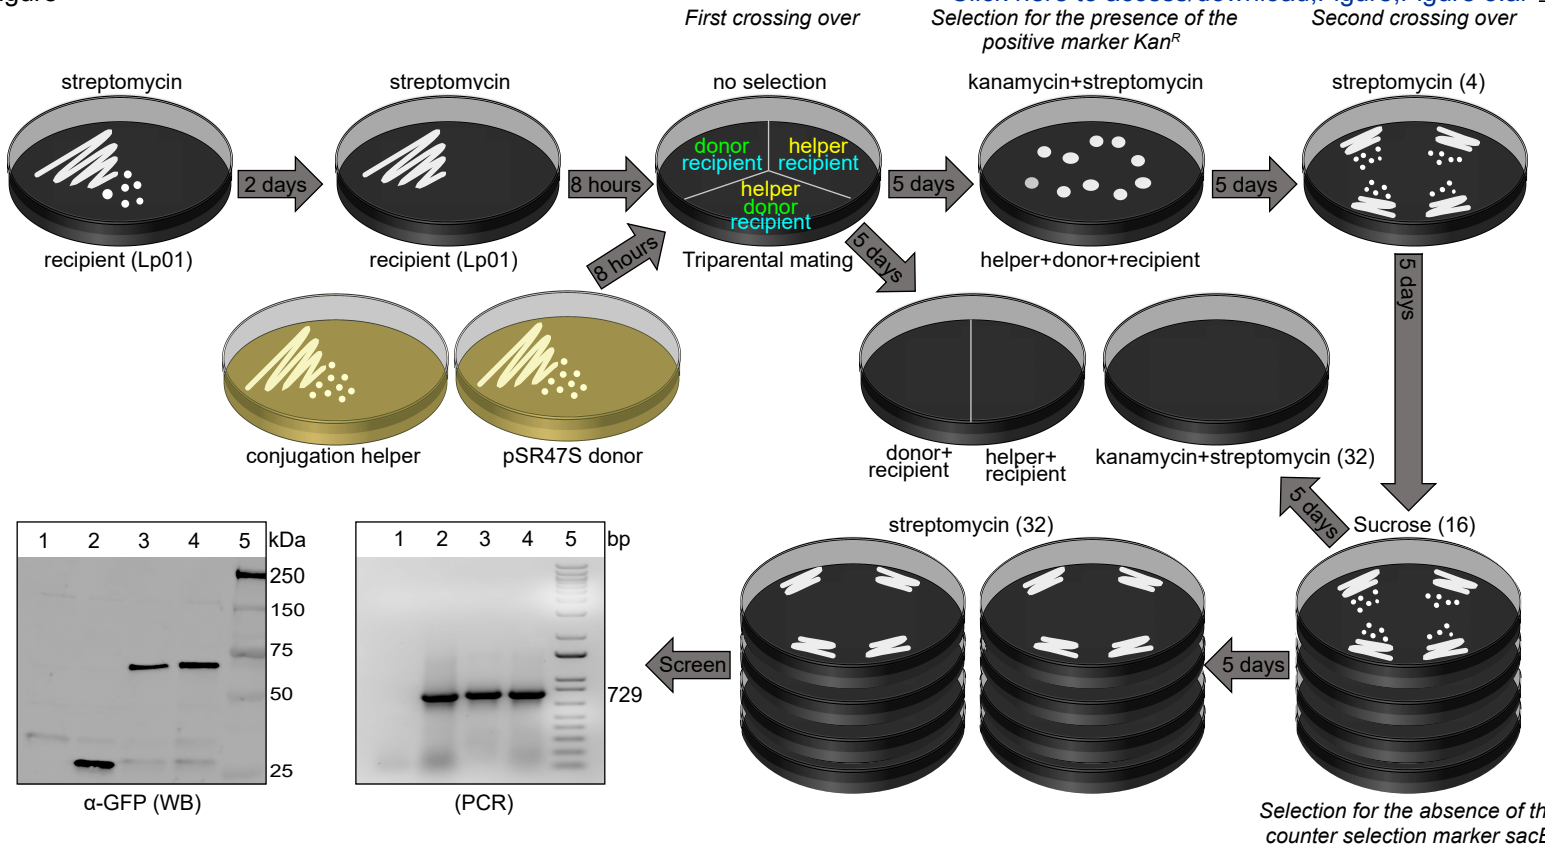 First crossing over
Selection for the presence of the
positive marker Kanᴿ
Second crossing over
streptomycin
streptomycin
no selection
kanamycin+streptomycin
streptomycin (4)
donor
recipient
helper
recipient
helper
donor
recipient
2 days
8 hours
5 days
5 days
recipient (Lp01)
recipient (Lp01)
8 hours
Triparental mating
5 days
helper+donor+recipient
5 days
conjugation helper
pSR47S donor
donor+
recipient
helper+
recipient
kanamycin+streptomycin (32)
5 days
streptomycin (32)
Sucrose (16)
1 2 3 4 5 kDa
250
150
75
50
25
α-GFP (WB)
1 2 3 4 5 bp
729
(PCR)
Screen
5 days
Selection for the absence of th
counter selection marker sacB